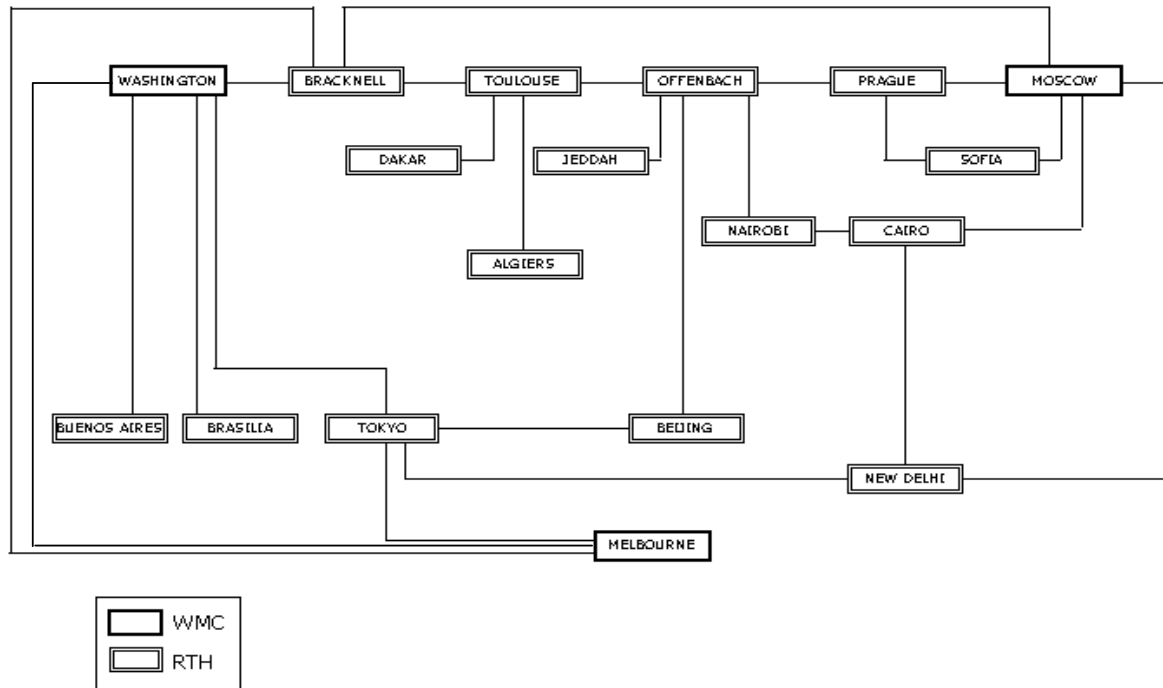 WASHINGTON
BRACKNELL
TOULOUSE
OFFENBACH
PRAGUE
MOSCOW
DAKAR
JEDDAH
SOFIA
NAIROBI
CAIRO
ALGIERS
BUENOS AIRES
BRASILIA
TOKYO
BEIJING
NEW DELHI
MELBOURNE
WMC
RTH